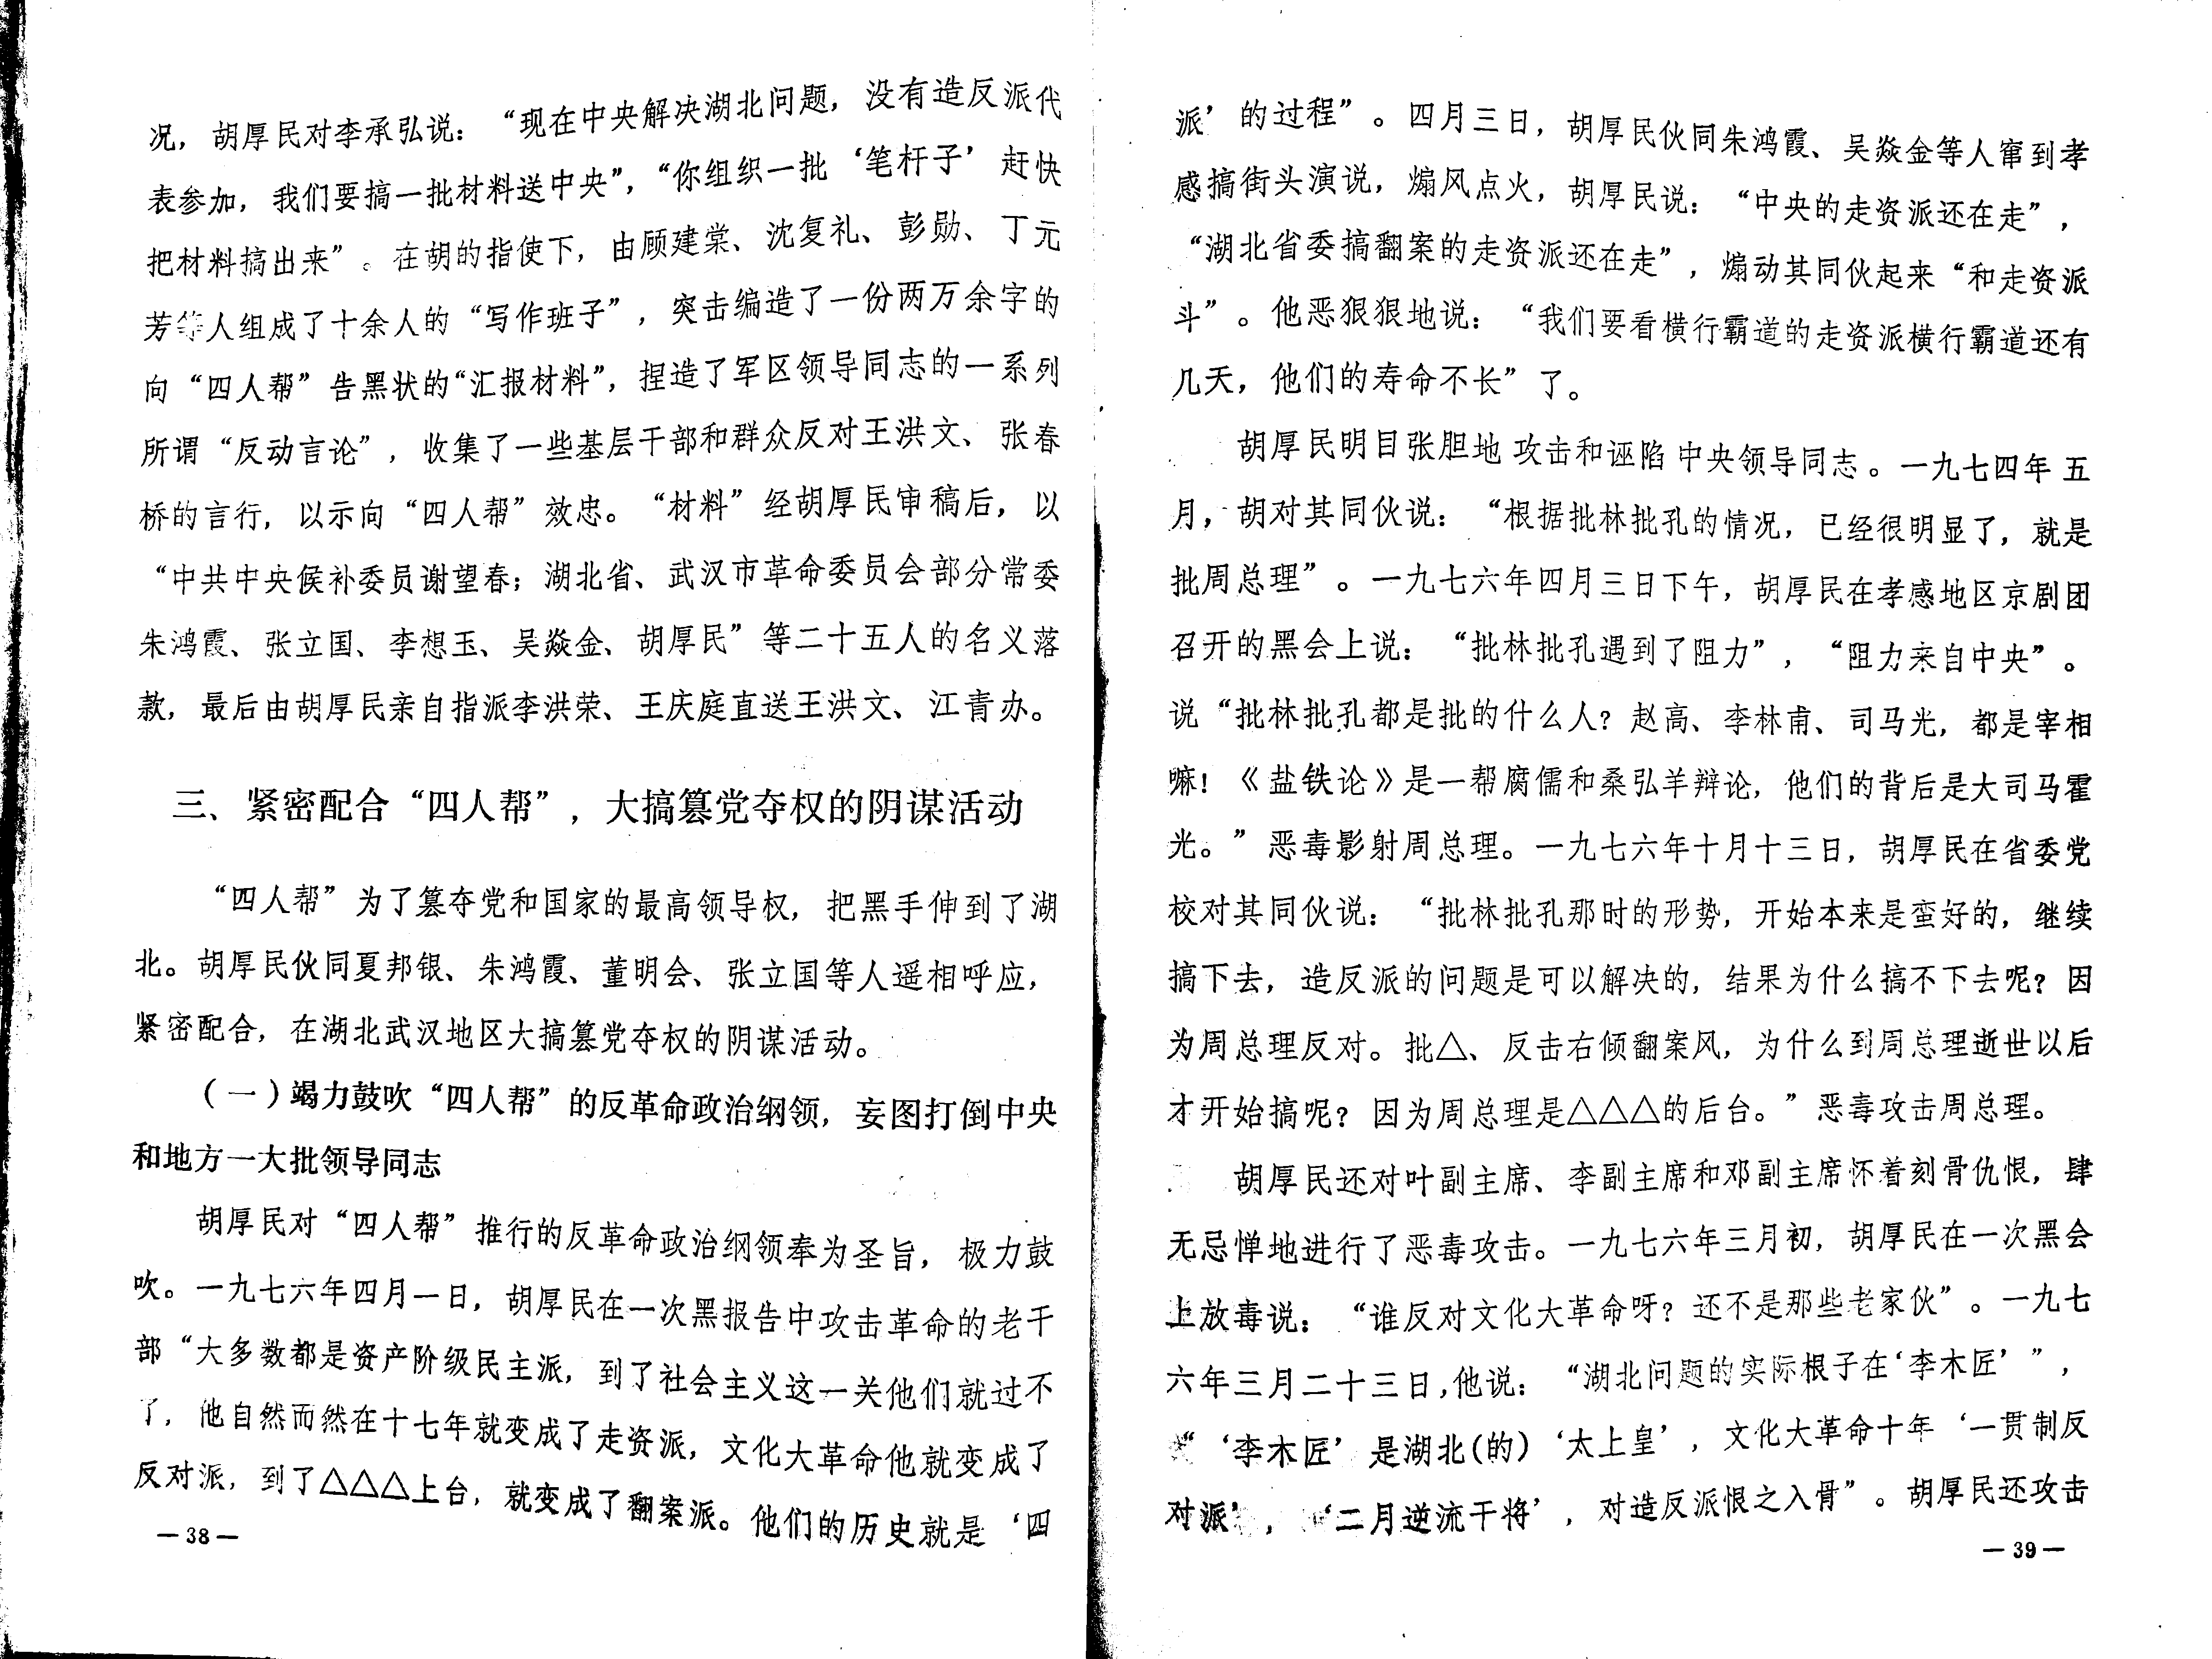 况，胡厚民对李承弘说：“现在中央解决湖北问题，没有造反派代
表参加，我们要搞一批材料送中央”，“你组织一批‘笔杆子’赶快
把材料搞出来”。在胡的指使下，由顾建棠、沈复礼、彭勋、丁元
芳等人组成了十余人的“写作班子”，突击编造了一份两万余字的
向“四人帮”告黑状的“汇报材料”，捏造了军区领导同志的一系列
所谓“反动言论”，收集了一些基层干部和群众反对王洪文、张春
桥的言行，以示向“四人帮”效忠。“材料”经胡厚民审稿后，以
“中共中央候补委员谢望春；湖北省、武汉市革命委员会部分常委
朱鸿霞、张立国、李想玉、吴焱金、胡厚民”等二十五人的名义落
款，最后由胡厚民亲自指派李洪荣、王庆庭直送王洪文、江青办。
三、紧密配合“四人帮”，大搞篡党夺权的阴谋活动
“四人帮”为了篡夺党和国家的最高领导权，把黑手伸到了湖
北。胡厚民伙同夏邦银、朱鸿霞、董明会、张立国等人遥相呼应，
紧密配合，在湖北武汉地区大搞篡党夺权的阴谋活动。
（一）竭力鼓吹“四人帮”的反革命政治纲领，妄图打倒中央
和地方一大批领导同志
胡厚民对“四人帮”推行的反革命政治纲领奉为圣旨，极力鼓
吹。一九七六年四月一日，胡厚民在一次黑报告中攻击革命的老干
部“大多数都是资产阶级民主派，到了社会主义这一关他们就过不
了，他自然而然在十七年就变成了走资派，文化大革命他就变成了
反对派，到了△△△上台，就变成了翻案派。他们的历史就是‘四
—38—
派’的过程”。四月三日，胡厚民伙同朱鸿霞、吴焱金等人窜到孝
感搞街头演说，煽风点火，胡厚民说：“中央的走资派还在走”，
“湖北省委搞翻案的走资派还在走”，煽动其同伙起来“和走资派
斗”。他恶狠狠地说：“我们要看横行霸道的走资派横行霸道还有
几天，他们的寿命不长”了。
胡厚民明目张胆地攻击和诬陷中央领导同志。一九七四年五
月，胡对其同伙说：“根据批林批孔的情况，已经很明显了，就是
批周总理”。一九七六年四月三日下午，胡厚民在孝感地区京剧团
召开的黑会上说：“批林批孔遇到了阻力”，“阻力来自中央”。
说“批林批孔都是批的什么人？赵高、李林甫、司马光，都是宰相
嘛！《盐铁论》是一帮腐儒和桑弘羊辩论，他们的背后是大司马霍
光。”恶毒影射周总理。一九七六年十月十三日，胡厚民在省委党
校对其同伙说：“批林批孔那时的形势，开始本来是蛮好的，继续
搞下去，造反派的问题是可以解决的，结果为什么搞不下去呢？因
为周总理反对。批△、反击右倾翻案风，为什么到周总理逝世以后
才开始搞呢？因为周总理是△△△的后台。”恶毒攻击周总理。
胡厚民还对叶副主席、李副主席和邓副主席怀着刻骨仇恨，肆
无忌惮地进行了恶毒攻击。一九七六年三月初，胡厚民在一次黑会
上放毒说：“谁反对文化大革命呀？还不是那些老家伙”。一九七
六年三月二十三日，他说：“湖北问题的实际根子在‘李木匠’”，
“‘李木匠’是湖北（的）‘太上皇’，文化大革命十年‘一贯制反
对派’，‘二月逆流干将’，对造反派恨之入骨”。胡厚民还攻击
—39—